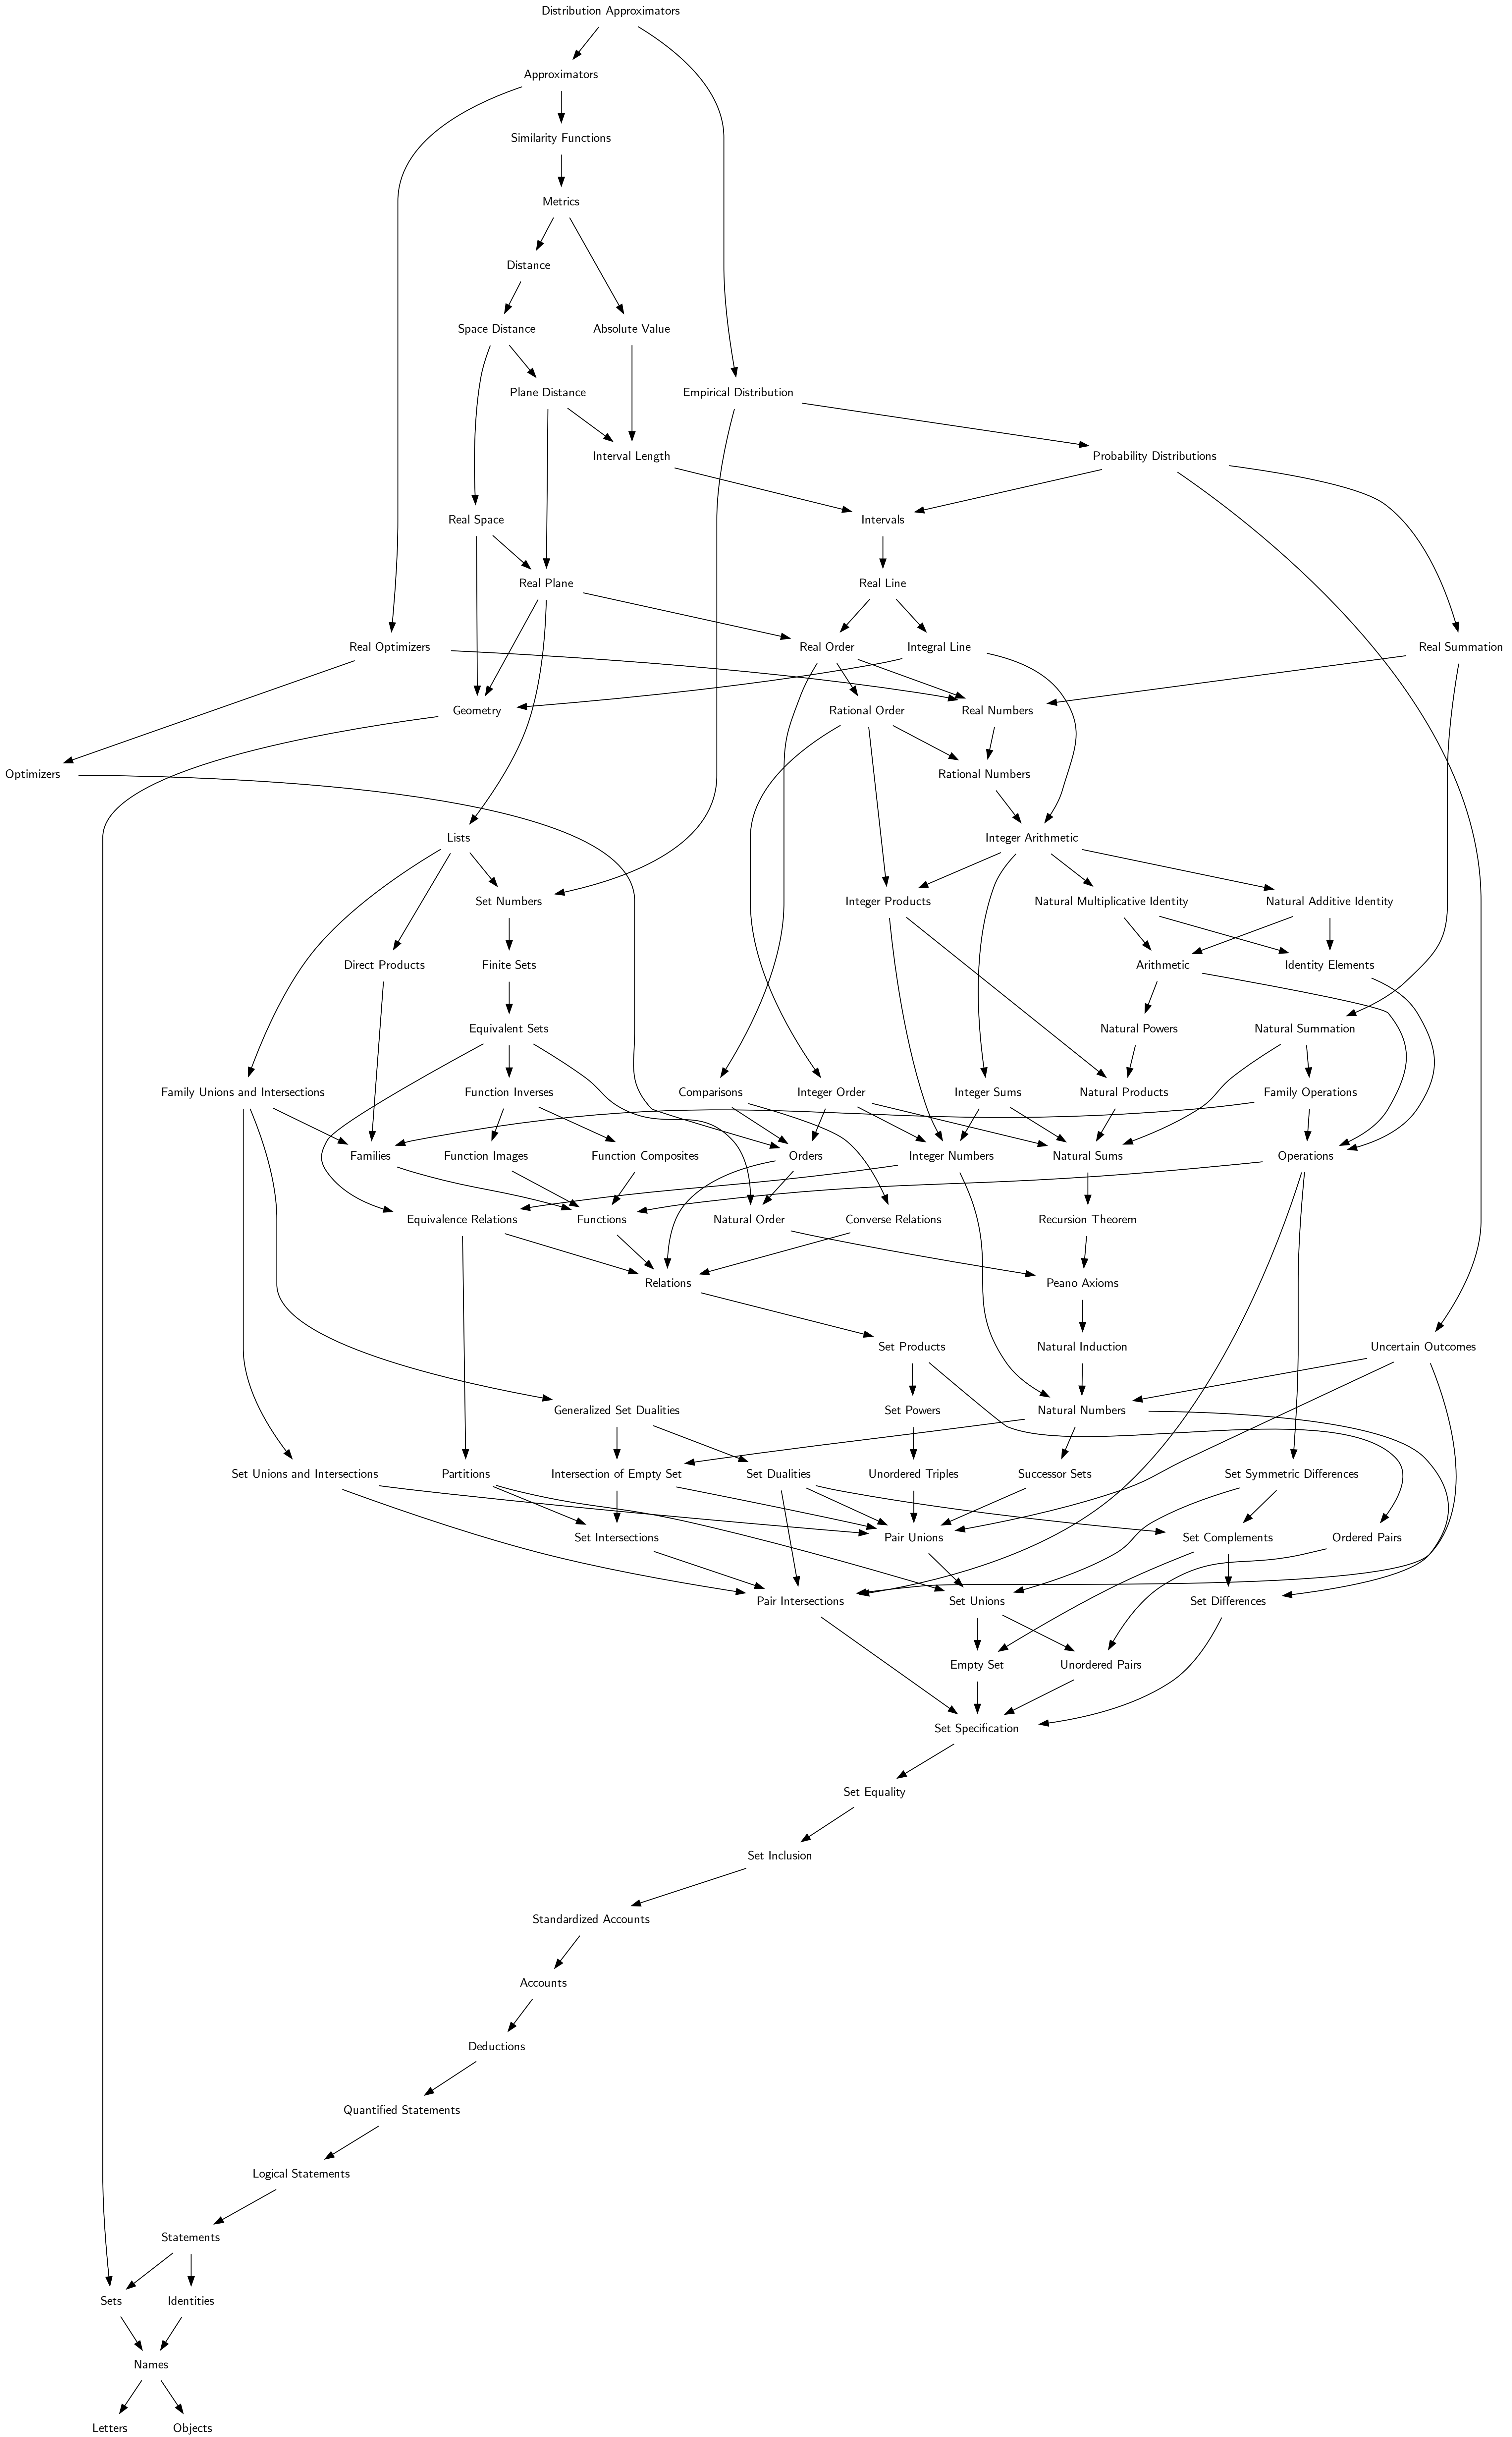 Distribution Approximators
Approximators
Similarity Functions
Metrics
Distance
Space Distance
Absolute Value
Plane Distance
Empirical Distribution
Interval Length
Probability Distributions
Real Space
Intervals
Real Plane
Real Line
Real Optimizers
Real Order
Integral Line
Real Summation
Geometry
Rational Order
Real Numbers
Optimizers
Rational Numbers
Lists
Integer Arithmetic
Set Numbers
Integer Products
Natural Multiplicative Identity
Natural Additive Identity
Direct Products
Finite Sets
Arithmetic
Identity Elements
Equivalent Sets
Natural Powers
Natural Summation
Family Unions and Intersections
Function Inverses
Comparisons
Integer Order
Integer Sums
Natural Products
Family Operations
Families
Function Images
Function Composites
Orders
Integer Numbers
Natural Sums
Operations
Equivalence Relations
Functions
Natural Order
Converse Relations
Recursion Theorem
Relations
Peano Axioms
Set Products
Natural Induction
Uncertain Outcomes
Generalized Set Dualities
Set Powers
Natural Numbers
Set Unions and Intersections
Partitions
Intersection of Empty Set
Set Dualities
Unordered Triples
Successor Sets
Set Symmetric Differences
Set Intersections
Pair Unions
Set Complements
Ordered Pairs
Pair Intersections
Set Unions
Set Differences
Empty Set
Unordered Pairs
Set Specification
Set Equality
Set Inclusion
Standardized Accounts
Accounts
Deductions
Quantified Statements
Logical Statements
Statements
Sets
Identities
Names
Letters
Objects